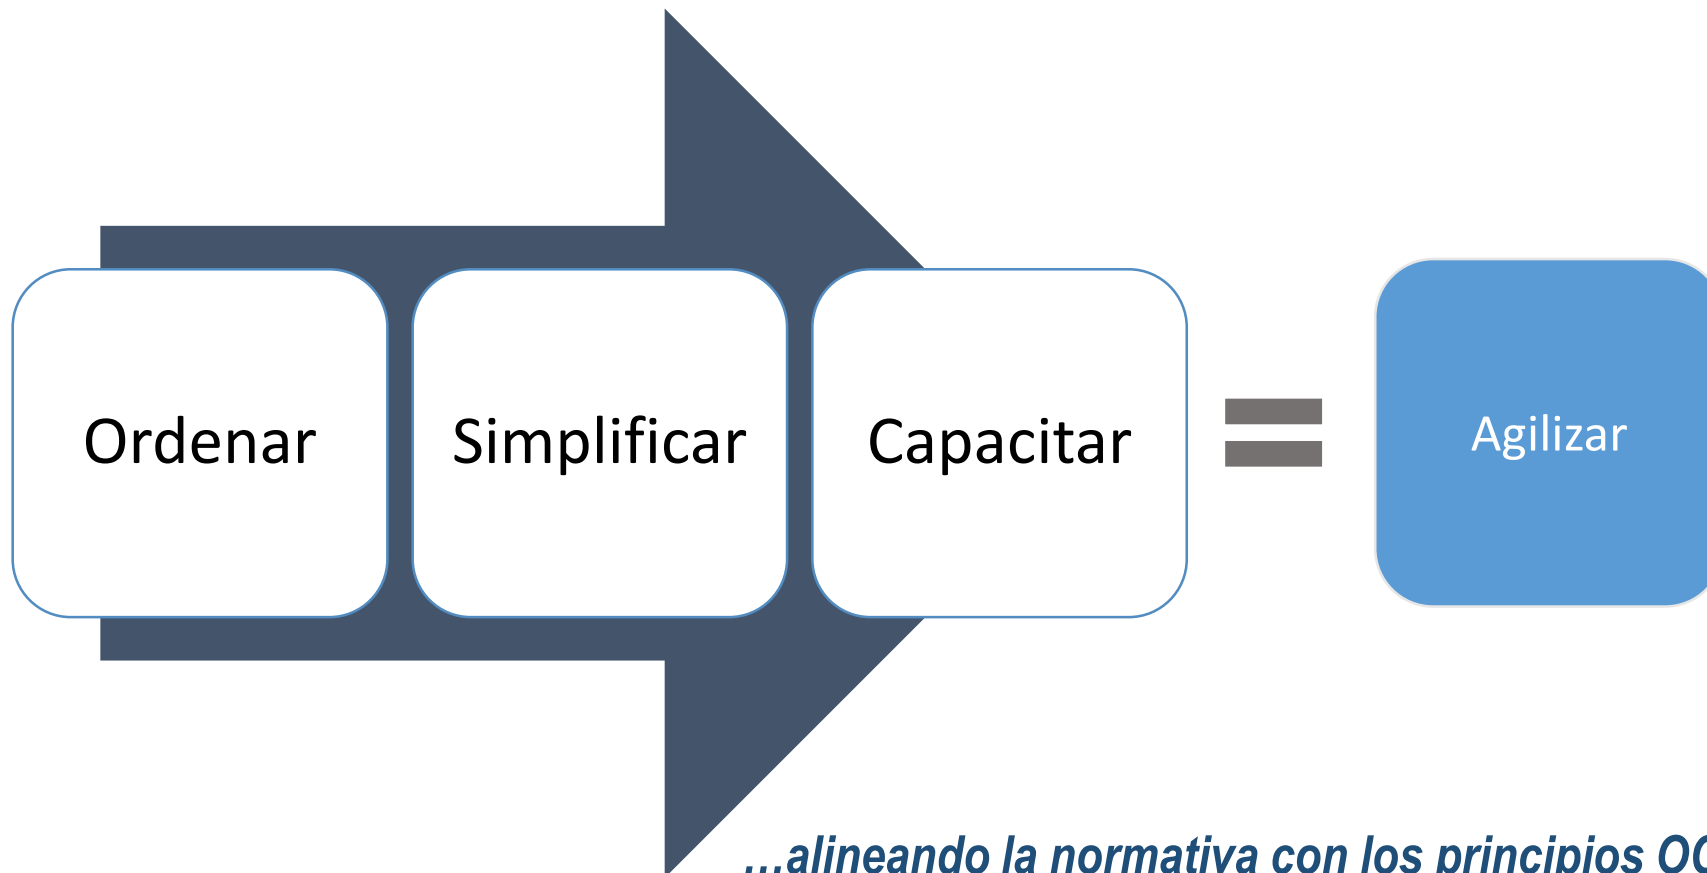 Ordenar
Simplificar
Capacitar
Agilizar
...alineando la normativa con los principios